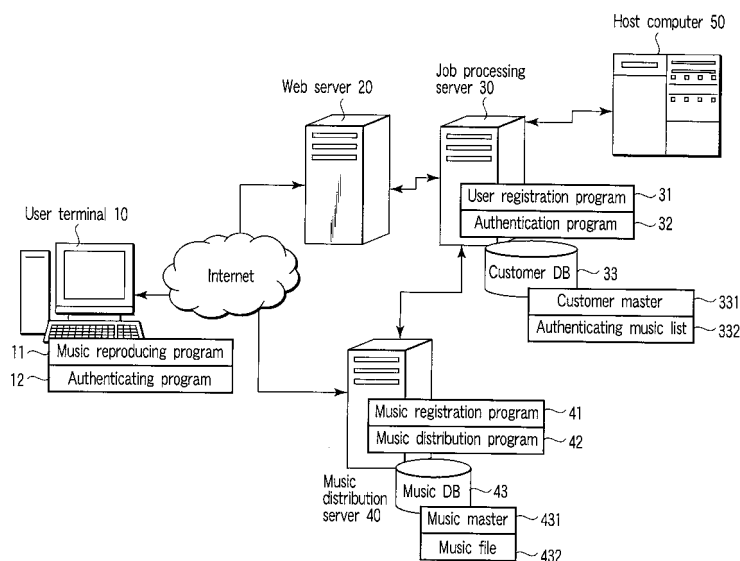 Host computer 50
Job processing
server 30
Web server 20
User registration program
31
Authentication program
32
User terminal 10
Internet
Customer DB
33
Customer master
331
Authenticating music list
332
11
Music reproducing program
12
Authenticating program
Music registration program
41
Music distribution program
42
Music
distribution
server 40
Music DB
43
Music master
431
Music file
432